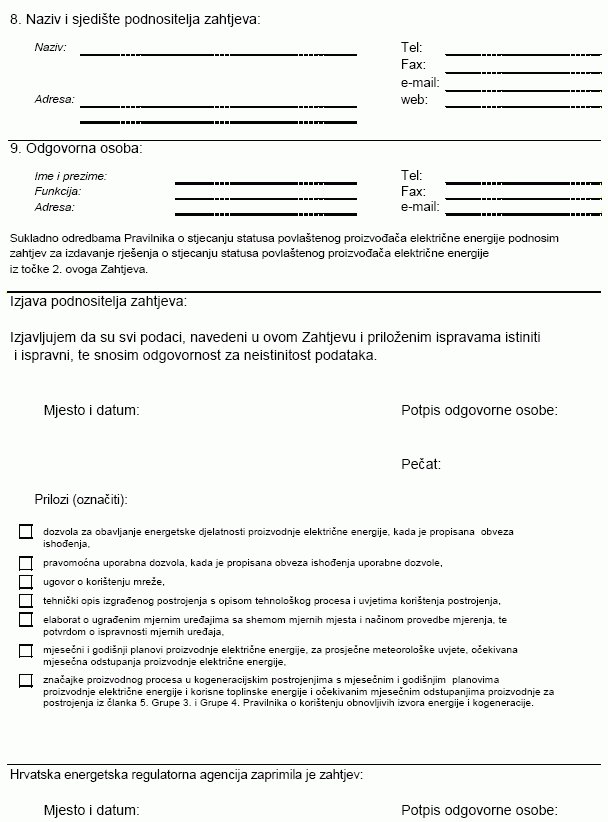 8. Naziv i sjedište podnositelja zahtjeva:
Naziv:
Tel:
Fax:
e-mail:
Adresa:
web:
9. Odgovorna osoba:
Ime i prezime:
Tel:
Funkcija:
Fax:
Adresa:
e-mail:
Sukladno odredbama Pravilnika o stjecanju statusa povlaštenog proizvođača električne energije podnosim
zahtjev za izdavanje rješenja o stjecanju statusa povlaštenog proizvođača električne energije
iz točke 2. ovoga Zahtjeva.
Izjava podnositelja zahtjeva:
Izjavljujem da su svi podaci, navedeni u ovom Zahtjevu i priloženim ispravama istiniti
i ispravni, te snosim odgovornost za neistinitost podataka.
Mjesto i datum:
Potpis odgovorne osobe:
Pečat:
Prilozi (označiti):
dozvola za obavljanje energetske djelatnosti proizvodnje električne energije, kada je propisana obveza
ishođenja,
pravomoćna uporabna dozvola, kada je propisana obveza ishođenja uporabne dozvole,
ugovor o korištenju mreže,
tehnički opis izgrađenog postrojenja s opisom tehnološkog procesa i uvjetima korištenja postrojenja,
elaborat o ugrađenim mjernim uređajima sa shemom mjernih mjesta i načinom provedbe mjerenja, te
potvrdom o ispravnosti mjernih uređaja,
mjesečni i godišnji planovi proizvodnje električne energije, za prosječne meteorološke uvjete, očekivana
mjesečna odstupanja proizvodnje električne energije,
značajke proizvodnog procesa u kogeneracijskim postrojenjima s mjesečnim i godišnjim planovima
proizvodnje električne energije i korisne toplinske energije i očekivanim mjesečnim odstupanjima proizvodnje za
postrojenja iz članka 5. Grupe 3. i Grupe 4. Pravilnika o korištenju obnovljivih izvora energije i kogeneracije.
Hrvatska energetska regulatorna agencija zaprimila je zahtjev:
Mjesto i datum:
Potpis odgovorne osobe: